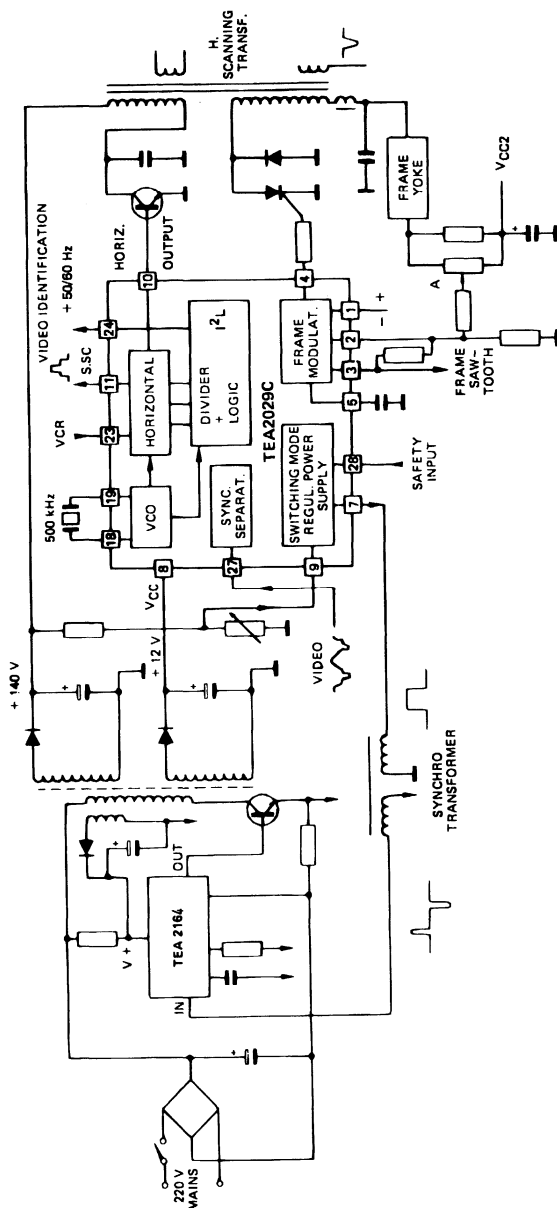 220 V
MAINS
V +
OUT
TEA 2164
IN
SYNCHRO
TRANSFORMER
+ 140 V
+ 12 V
VCC
VIDEO
500 kHz
VCR
VIDEO IDENTIFICATION
S.SC
+ 50/60 Hz
HORIZ.
OUTPUT
18
19
23
11
24
10
8
27
9
7
28
5
3
2
1
4
VCO
HORIZONTAL
DIVIDER
+
LOGIC
I²L
SYNC.
SEPARAT.
TEA2029C
SWITCHING MODE
REGUL. POWER
SUPPLY
FRAME
MODULAT.
SAFETY
INPUT
FRAME
SAW-
TOOTH
+
−
A
FRAME
YOKE
VCC2
H.
SCANNING
TRANSF.